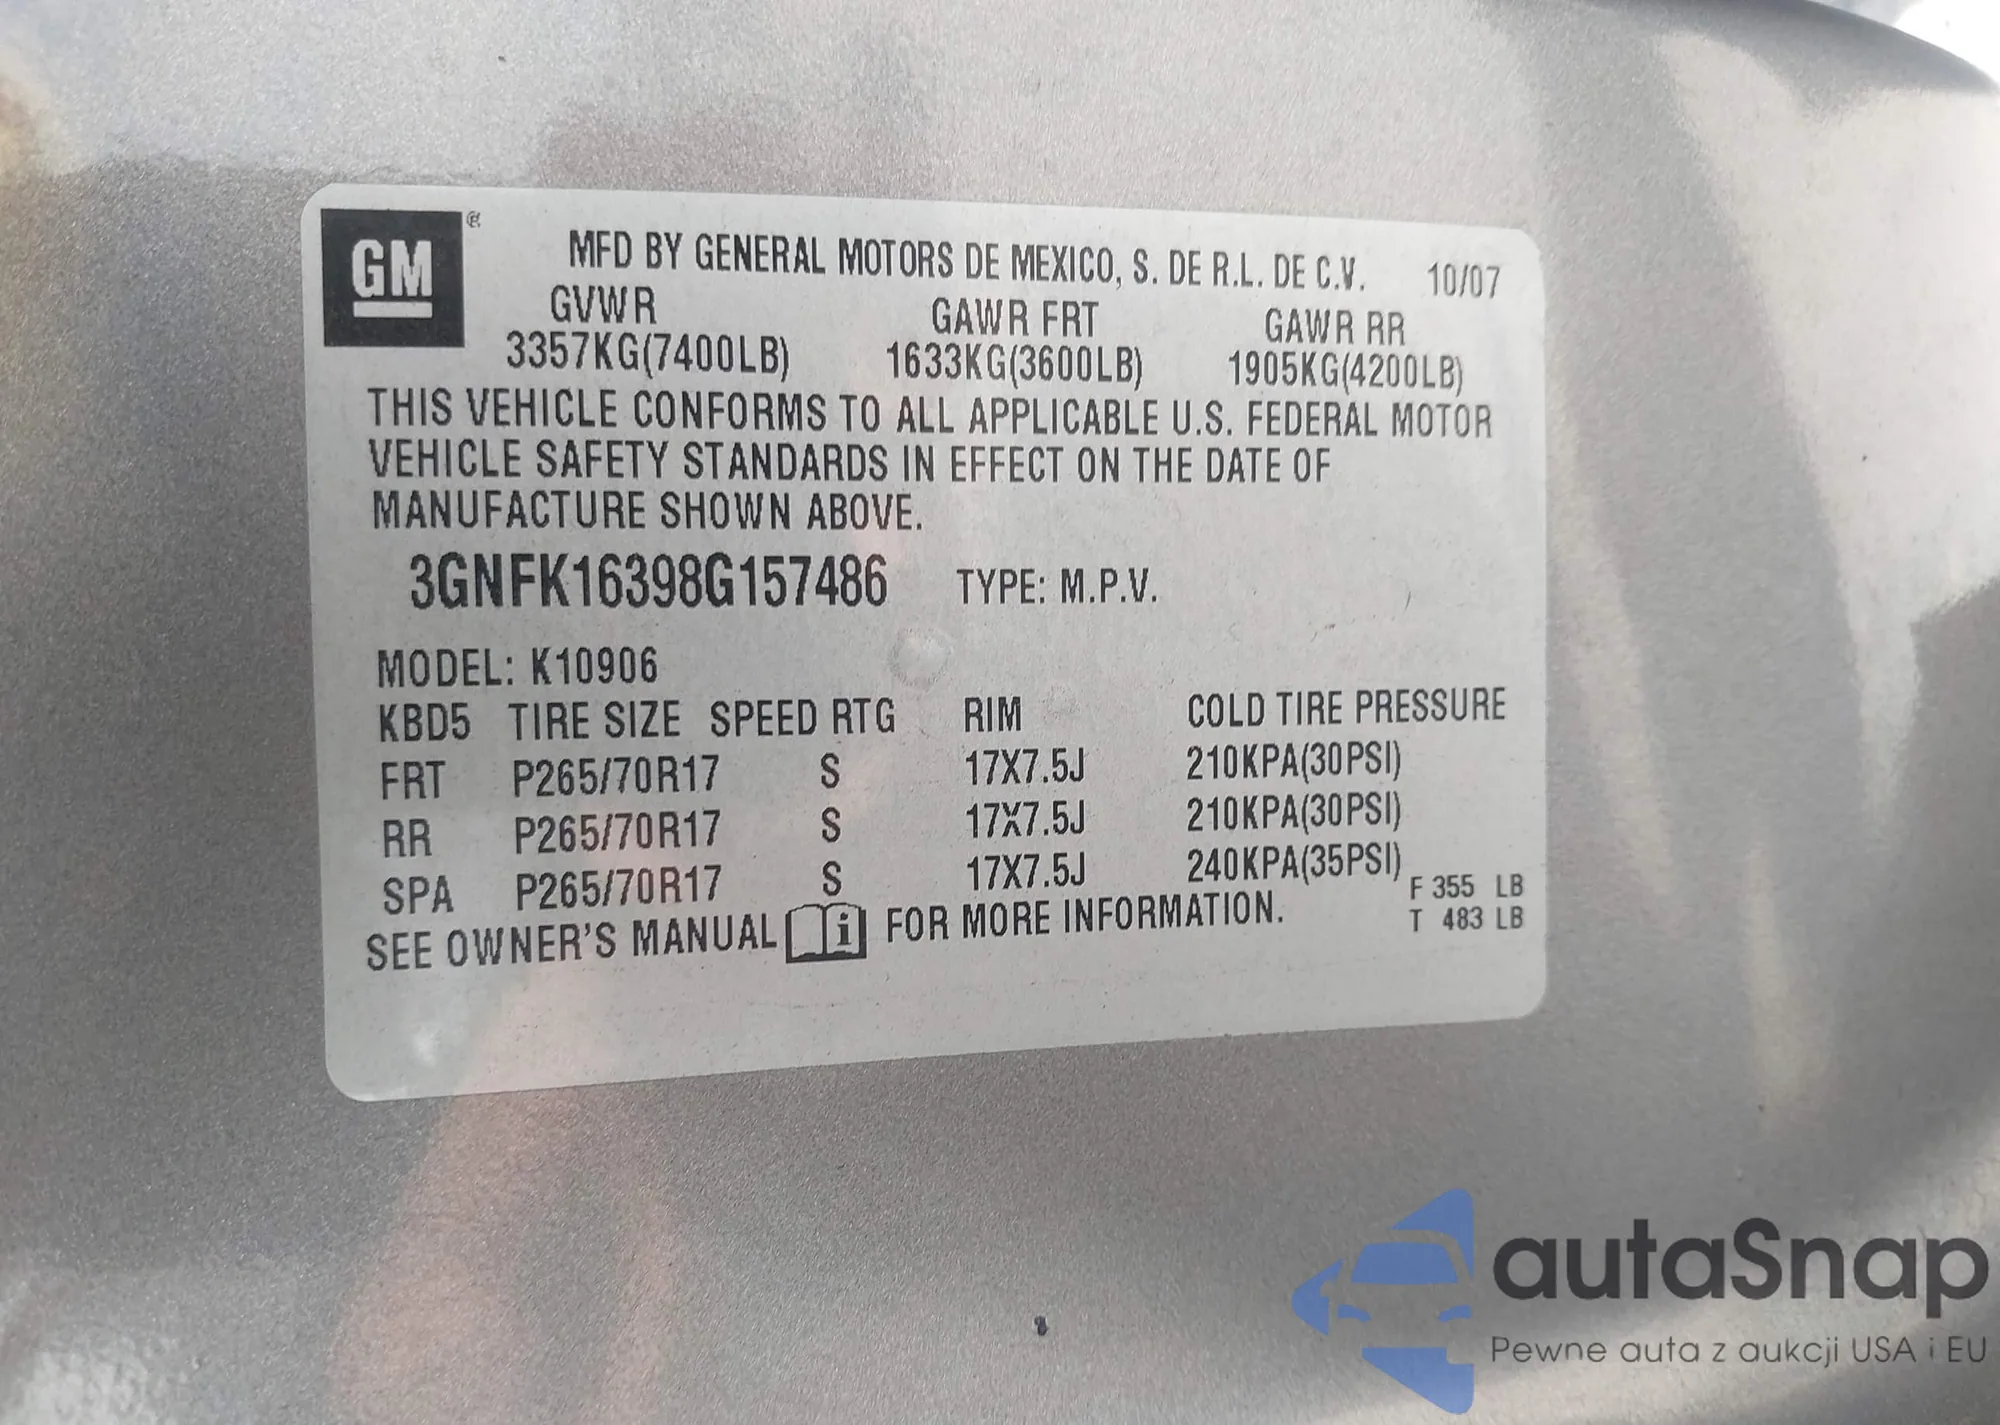 GM
MFD BY GENERAL MOTORS DE MEXICO, S. DE R.L. DE C.V. 10/07
GVWR GAWR FRT GAWR RR
3357KG(7400LB) 1633KG(3600LB) 1905KG(4200LB)
THIS VEHICLE CONFORMS TO ALL APPLICABLE U.S. FEDERAL MOTOR
VEHICLE SAFETY STANDARDS IN EFFECT ON THE DATE OF
MANUFACTURE SHOWN ABOVE.
3GNFK16398G157486 TYPE: M.P.V.
MODEL: K10906
KBD5 TIRE SIZE SPEED RTG RIM COLD TIRE PRESSURE
FRT P265/70R17 S 17X7.5J 210KPA(30PSI)
RR P265/70R17 S 17X7.5J 210KPA(30PSI)
SPA P265/70R17 S 17X7.5J 240KPA(35PSI)
F 355 LB
SEE OWNER'S MANUAL i FOR MORE INFORMATION.
T 483 LB
autaSnap
Pewne auta z aukcji USA i EU